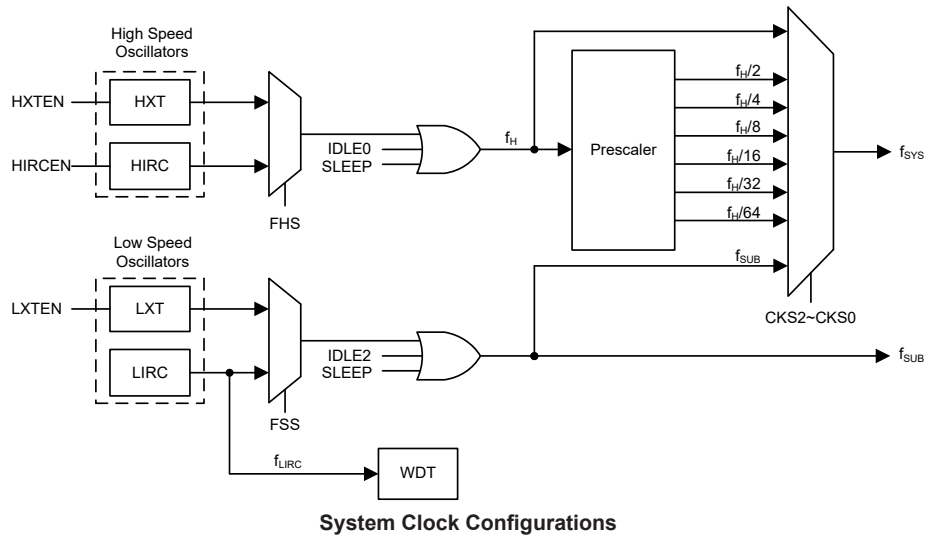 High Speed
Oscillators
HXTEN
HXT
HIRCEN
HIRC
FHS
IDLE0
SLEEP
fH
Prescaler
fH/2
fH/4
fH/8
fH/16
fH/32
fH/64
fSUB
fSYS
CKS2~CKS0
Low Speed
Oscillators
LXTEN
LXT
LIRC
FSS
IDLE2
SLEEP
fSUB
fLIRC
WDT
System Clock Configurations